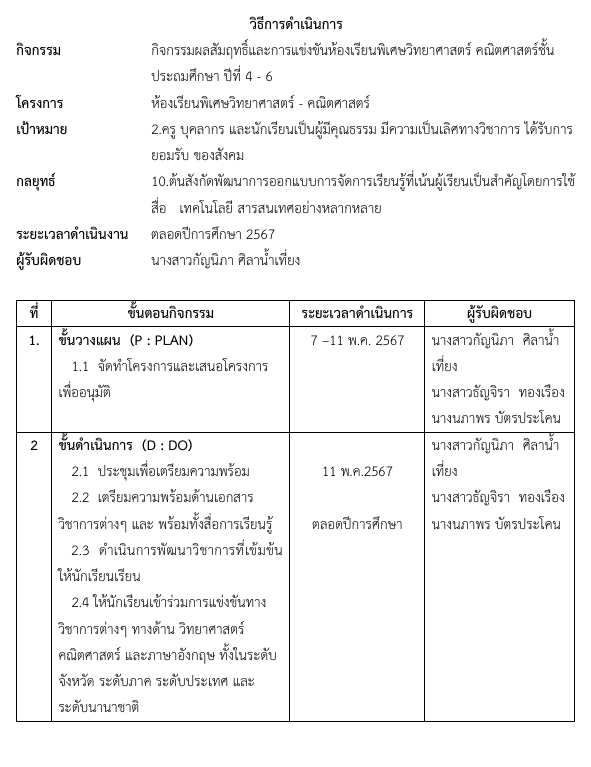 วิธีการดำเนินการ
กิจกรรม กิจกรรมผลสัมฤทธิ์และการแข่งขันห้องเรียนพิเศษวิทยาศาสตร์ คณิตศาสตร์ชั้น
ประถมศึกษา ปีที่ 4 - 6
โครงการ ห้องเรียนพิเศษวิทยาศาสตร์ - คณิตศาสตร์
เป้าหมาย 2.ครู บุคลากร และนักเรียนเป็นผู้มีคุณธรรม มีความเป็นเลิศทางวิชาการ ได้รับการ
ยอมรับ ของสังคม
กลยุทธ์ 10.ต้นสังกัดพัฒนาการออกแบบการจัดการเรียนรู้ที่เน้นผู้เรียนเป็นสำคัญโดยการใช้
สื่อ เทคโนโลยี สารสนเทศอย่างหลากหลาย
ระยะเวลาดำเนินงาน ตลอดปีการศึกษา 2567
ผู้รับผิดชอบ นางสาวกัญนิภา ศิลาน้ำเที่ยง
ที่ ขั้นตอนกิจกรรม ระยะเวลาดำเนินการ ผู้รับผิดชอบ
1. ขั้นวางแผน (P : PLAN) 7 –11 พ.ค. 2567 นางสาวกัญนิภา ศิลาน้ำ
1.1 จัดทำโครงการและเสนอโครงการ เที่ยง
เพื่ออนุมัติ นางสาวธัญจิรา ทองเรือง
นางนภาพร บัตรประโคน
2 ขั้นดำเนินการ (D : DO) นางสาวกัญนิภา ศิลาน้ำ
2.1 ประชุมเพื่อเตรียมความพร้อม 11 พ.ค.2567 เที่ยง
2.2 เตรียมความพร้อมด้านเอกสาร นางสาวธัญจิรา ทองเรือง
วิชาการต่างๆ และ พร้อมทั้งสื่อการเรียนรู้ ตลอดปีการศึกษา นางนภาพร บัตรประโคน
2.3 ดำเนินการพัฒนาวิชาการที่เข้มข้น
ให้นักเรียนเรียน
2.4 ให้นักเรียนเข้าร่วมการแข่งขันทาง
วิชาการต่างๆ ทางด้าน วิทยาศาสตร์
คณิตศาสตร์ และภาษาอังกฤษ ทั้งในระดับ
จังหวัด ระดับภาค ระดับประเทศ และ
ระดับนานาชาติ